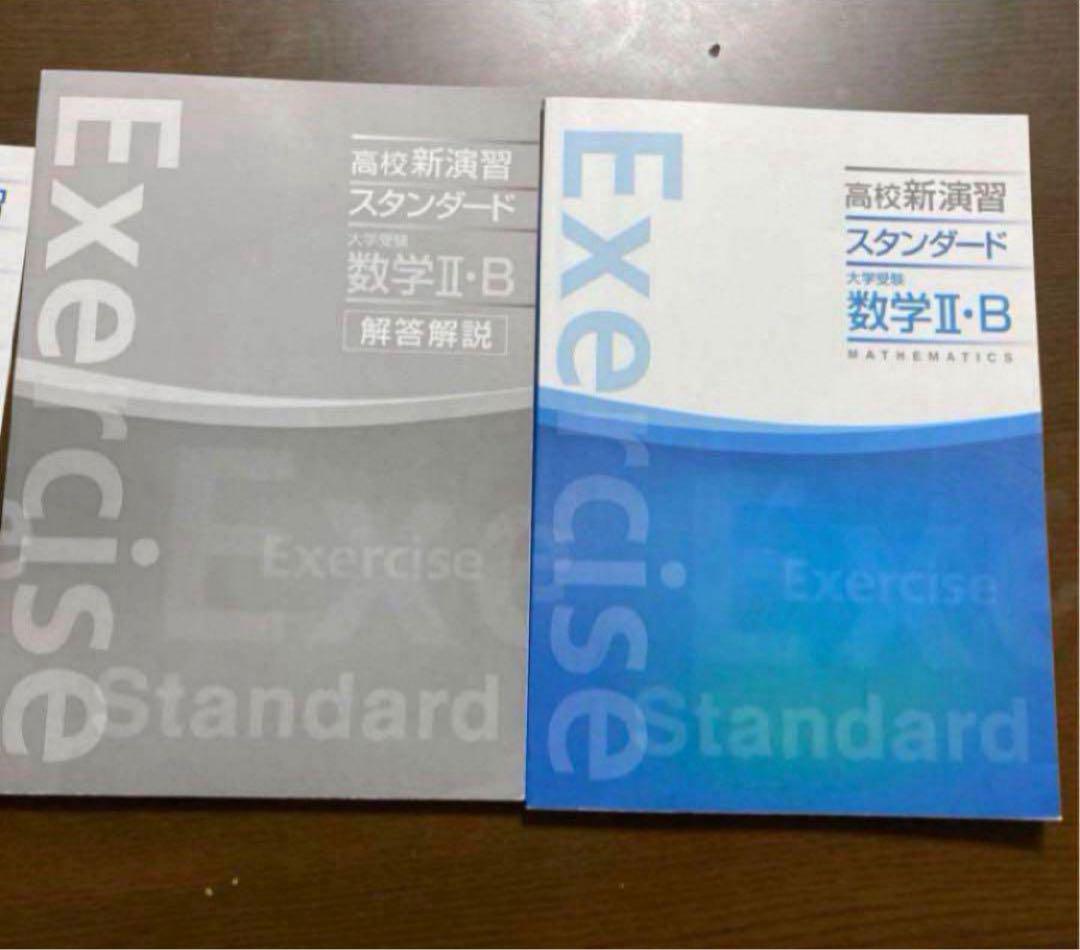 Exercise
高校新演習
スタンダード
大学受験
数学Ⅱ・B
解答解説
Exercise
Standard
Exercise
高校新演習
スタンダード
大学受験
数学Ⅱ・B
MATHEMATICS
Exercise
Standard